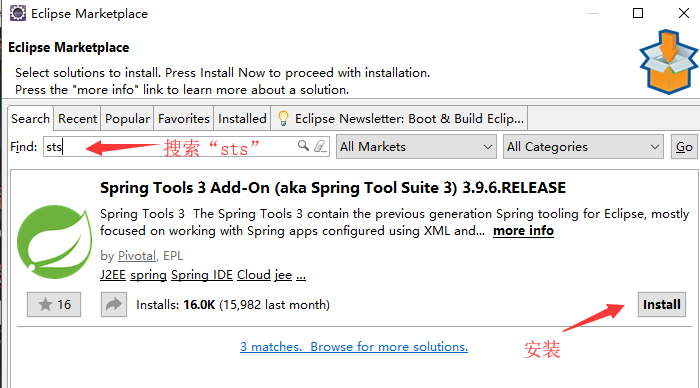 Eclipse Marketplace
Eclipse Marketplace
Select solutions to install. Press Install Now to proceed with installation.
Press the "more info" link to learn more about a solution.
Search Recent Popular Favorites Installed Eclipse Newsletter: Boot & Build Eclip...
Find: sts 搜索“sts” All Markets All Categories Go
Spring Tools 3 Add-On (aka Spring Tool Suite 3) 3.9.6.RELEASE
Spring Tools 3 The Spring Tools 3 contain the previous generation Spring tooling for Eclipse, mostly
focused on working with Spring apps configured using XML and... more info
by Pivotal, EPL
J2EE spring Spring IDE Cloud jee ...
16 Installs: 16.0K (15,982 last month) Install
安装
3 matches. Browse for more solutions.